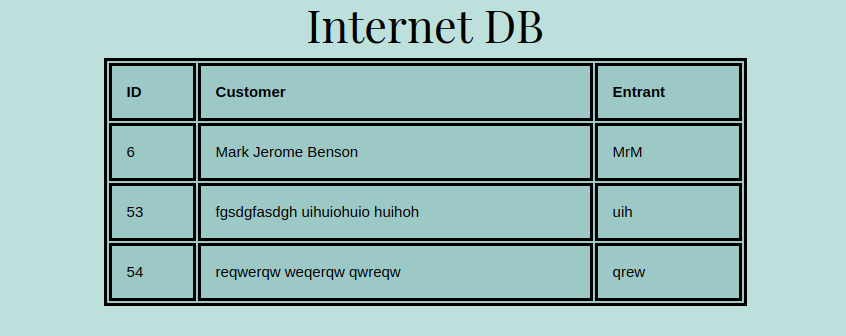 Internet DB
ID Customer Entrant
6 Mark Jerome Benson MrM
53 fgsdgfasdgh uihuiohuio huihoh uih
54 reqwerqw weqerqw qwreqw qrew